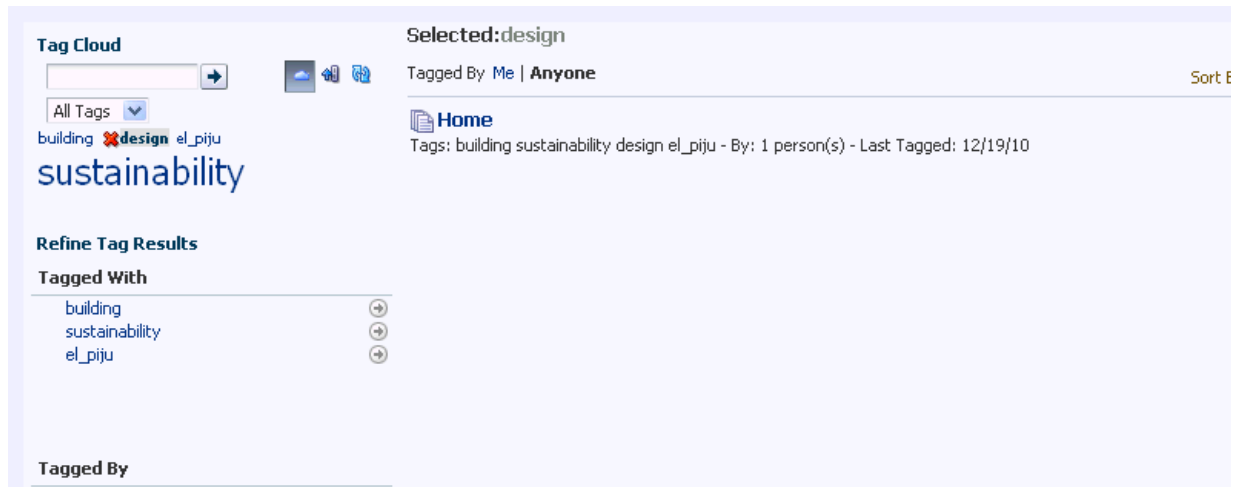 Tag Cloud
All Tags
building design el_piju
sustainability
Refine Tag Results
Tagged With
building
sustainability
el_piju
Tagged By
Selected:design
Tagged By Me | Anyone
Sort
Home
Tags: building sustainability design el_piju - By: 1 person(s) - Last Tagged: 12/19/10